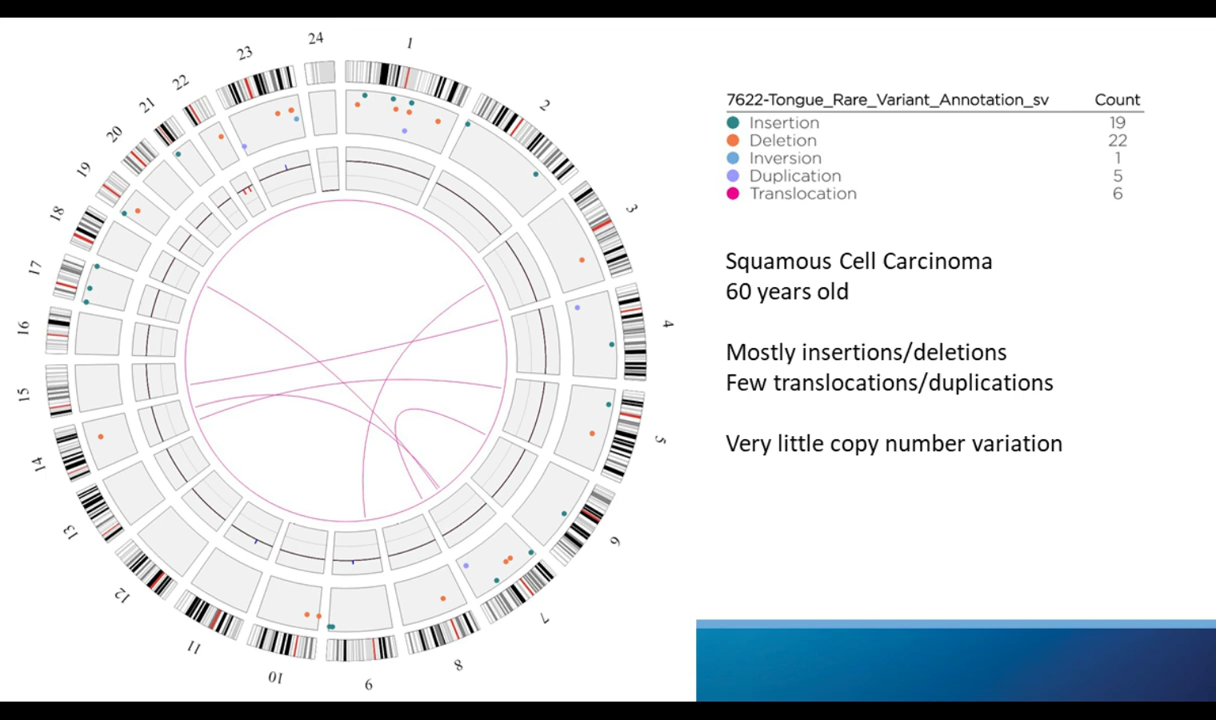 1
2
3
4
5
6
7
8
9
10
11
12
13
14
15
16
17
18
19
20
21
22
23
24
7622-Tongue_Rare_Variant_Annotation_sv Count
Insertion 19
Deletion 22
Inversion 1
Duplication 5
Translocation 6
Squamous Cell Carcinoma
60 years old
Mostly insertions/deletions
Few translocations/duplications
Very little copy number variation